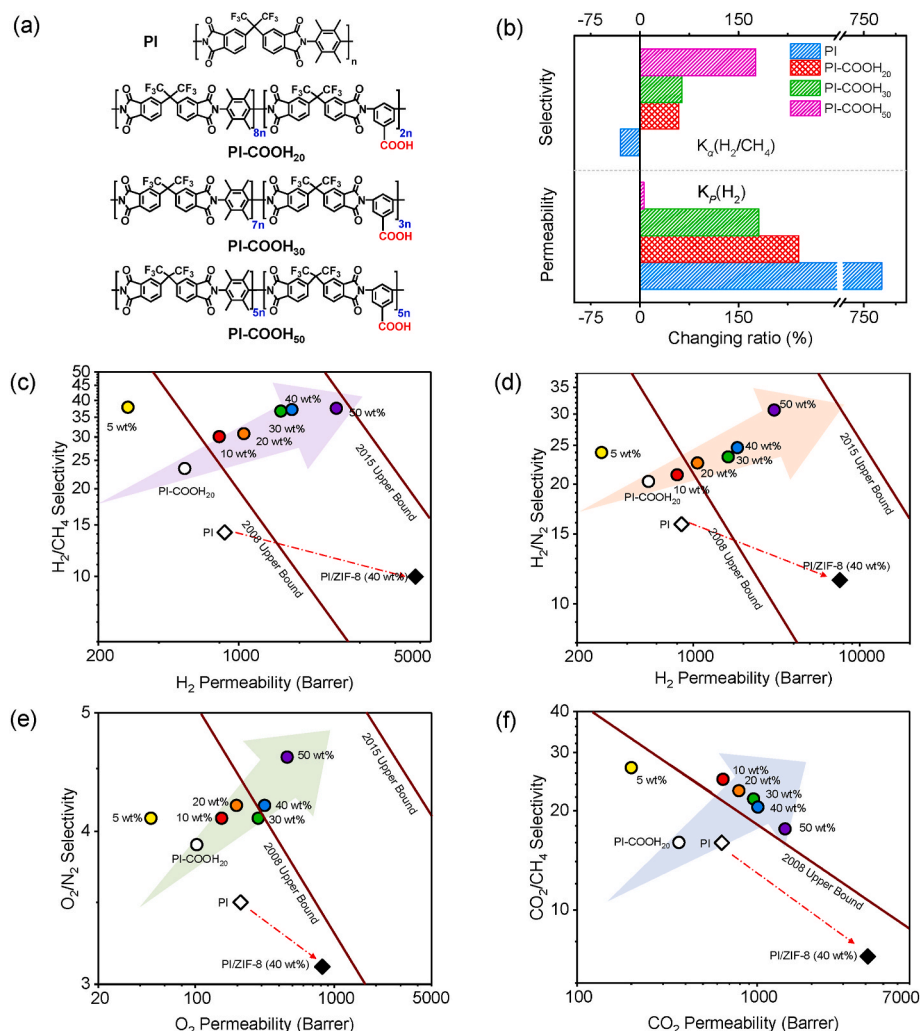 (a)
PI
n
8n
2n
COOH
PI-COOH20
7n
3n
COOH
PI-COOH30
5n
5n
COOH
PI-COOH50
(b)
-75 0 150 750
PI
PI-COOH20
PI-COOH30
PI-COOH50
Selectivity
Kα(H2/CH4)
KP(H2)
Permeability
-75 0 150 750
Changing ratio (%)
(c)
H2/CH4 Selectivity
50
45
40
35
30
25
20
15
10
5 wt%
10 wt%
20 wt%
30 wt%
40 wt%
50 wt%
PI-COOH20
PI
PI/ZIF-8 (40 wt%)
2008 Upper Bound
2015 Upper Bound
200 1000 5000
H2 Permeability (Barrer)
(d)
H2/N2 Selectivity
35
30
25
20
15
10
5 wt%
10 wt%
20 wt%
30 wt%
40 wt%
50 wt%
PI-COOH20
PI
PI/ZIF-8 (40 wt%)
2008 Upper Bound
2015 Upper Bound
200 1000 10000
H2 Permeability (Barrer)
(e)
O2/N2 Selectivity
5
4
3
5 wt%
10 wt%
20 wt%
30 wt%
40 wt%
50 wt%
PI-COOH20
PI
PI/ZIF-8 (40 wt%)
2008 Upper Bound
2015 Upper Bound
20 100 1000 5000
O2 Permeability (Barrer)
(f)
CO2/CH4 Selectivity
40
30
20
10
5 wt%
10 wt%
20 wt%
30 wt%
40 wt%
50 wt%
PI-COOH20
PI
PI/ZIF-8 (40 wt%)
2008 Upper Bound
100 1000 7000
CO2 Permeability (Barrer)